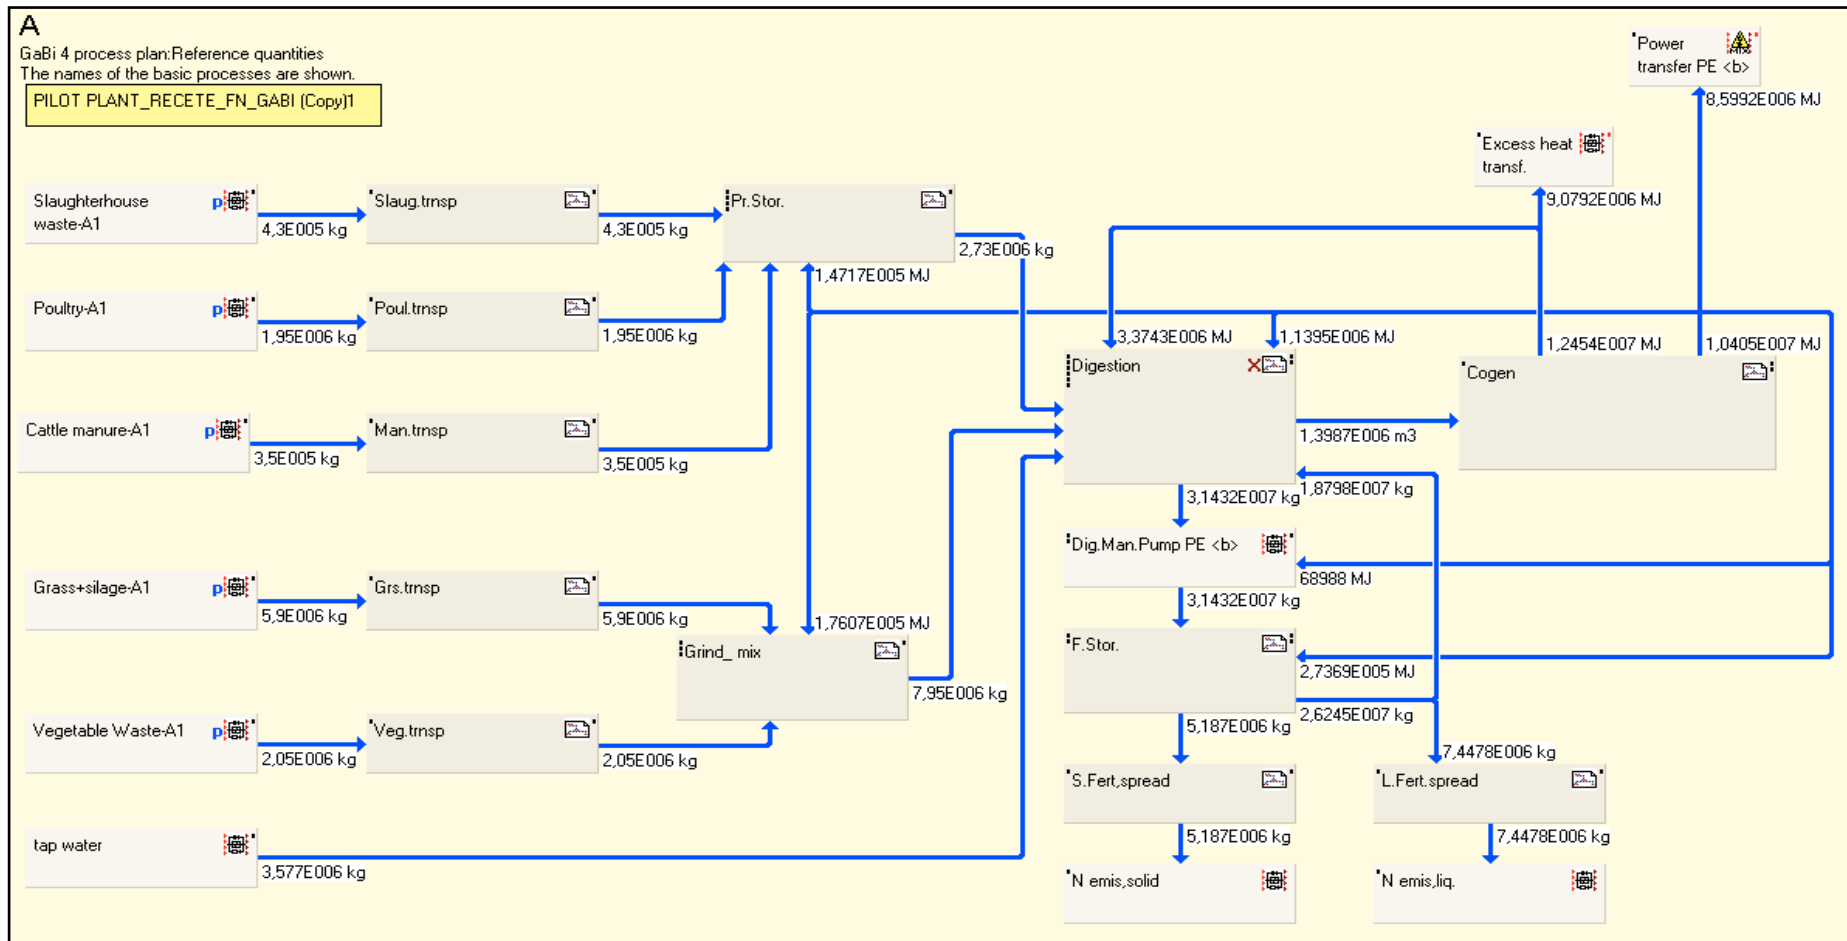 A
GaBi 4 process plan:Reference quantities
The names of the basic processes are shown.
PILOT PLANT_RECETE_FN_GABI (Copy)1
Power
transfer PE <b>
8,5992E006 MJ
Excess heat
transf.
9,0792E006 MJ
Slaughterhouse
waste-A1
p
4,3E005 kg
Slaug.trnsp
4,3E005 kg
Pr.Stor.
2,73E006 kg
1,4717E005 MJ
Poultry-A1
p
1,95E006 kg
Poul.trnsp
1,95E006 kg
3,3743E006 MJ
1,1395E006 MJ
1,2454E007 MJ
1,0405E007 MJ
Digestion
Cogen
Cattle manure-A1
p
3,5E005 kg
Man.trnsp
3,5E005 kg
1,3987E006 m3
3,1432E007 kg
1,8798E007 kg
Dig.Man.Pump PE <b>
68988 MJ
3,1432E007 kg
Grass+silage-A1
p
5,9E006 kg
Grs.trnsp
5,9E006 kg
1,7607E005 MJ
Grind_ mix
7,95E006 kg
F.Stor.
2,7369E005 MJ
2,6245E007 kg
5,187E006 kg
7,4478E006 kg
Vegetable Waste-A1
p
2,05E006 kg
Veg.trnsp
2,05E006 kg
S.Fert,spread
5,187E006 kg
L.Fert.spread
7,4478E006 kg
tap water
3,577E006 kg
N emis,solid
N emis,liq.